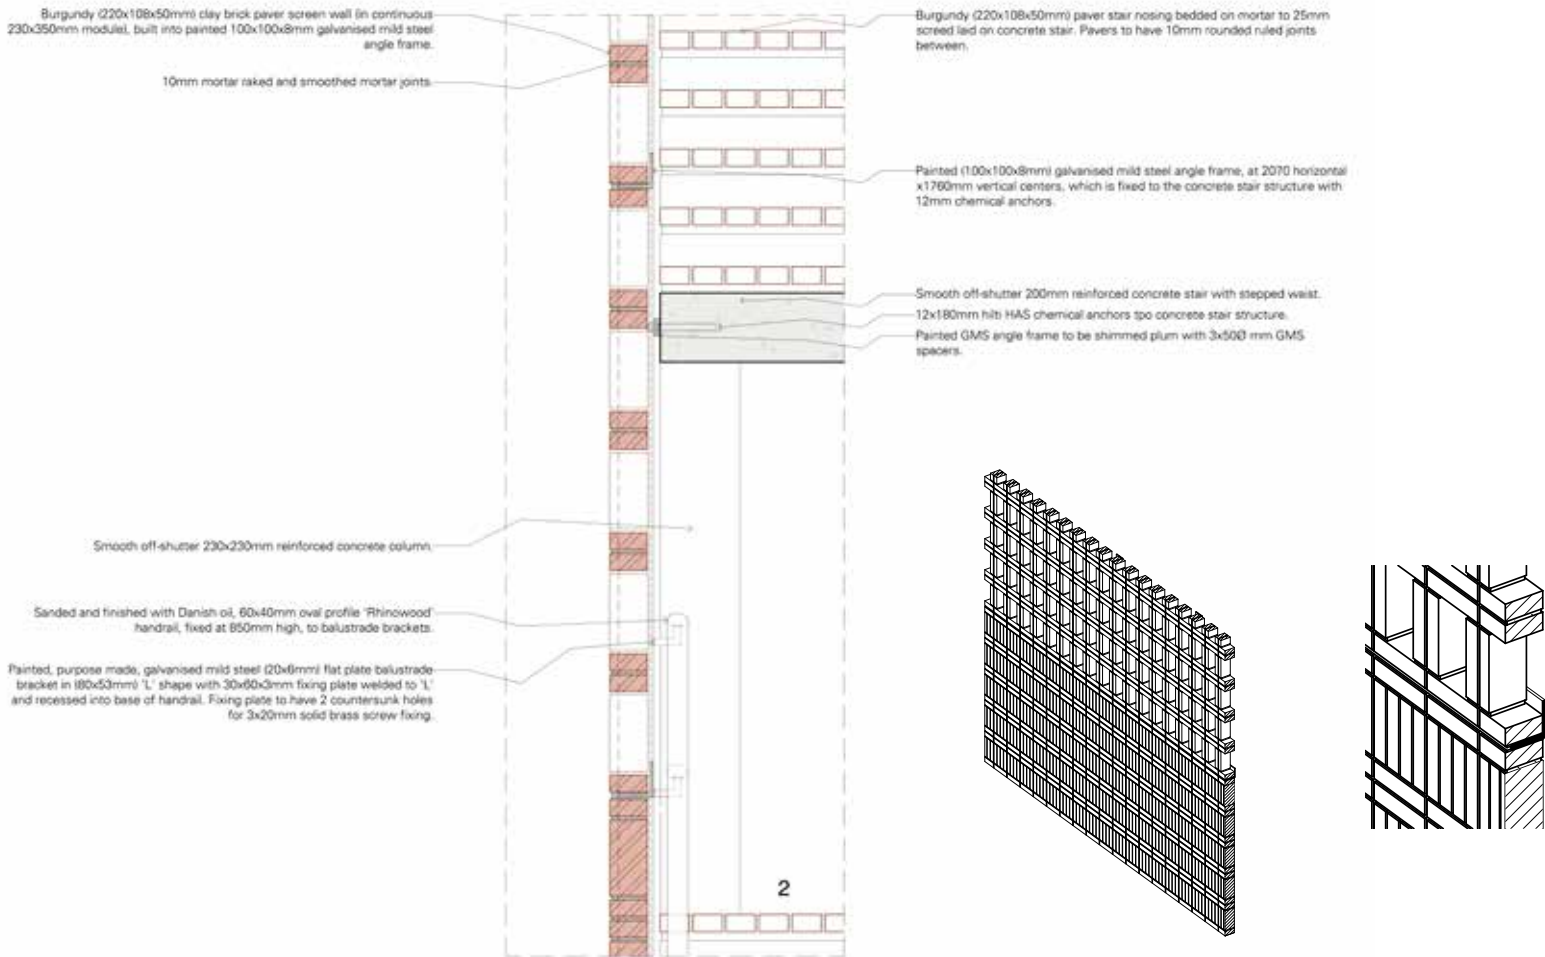 Burgundy (220x108x50mm) clay brick paver screen wall (in continuous
230x350mm module), built into painted 100x100x8mm galvanised mild steel
angle frame.
10mm mortar raked and smoothed mortar joints.
Smooth off-shutter 230x230mm reinforced concrete column.
Sanded and finished with Danish oil, 60x40mm oval profile 'Rhinowood'
handrail, fixed at 850mm high, to balustrade brackets.
Painted, purpose made, galvanised mild steel (20x6mm) flat plate balustrade
bracket in (80x53mm) 'L' shape with 30x60x3mm fixing plate welded to 'L'
and recessed into base of handrail. Fixing plate to have 2 countersunk holes
for 3x20mm solid brass screw fixing.
Burgundy (220x108x50mm) paver stair nosing bedded on mortar to 25mm
screed laid on concrete stair. Pavers to have 10mm rounded ruled joints
between.
Painted (100x100x8mm) galvanised mild steel angle frame, at 2070 horizontal
x1760mm vertical centers, which is fixed to the concrete stair structure with
12mm chemical anchors.
Smooth off-shutter 200mm reinforced concrete stair with stepped waist.
12x180mm hilti HAS chemical anchors tpo concrete stair structure.
Painted GMS angle frame to be shimmed plum with 3x50Ø mm GMS
spacers.
2